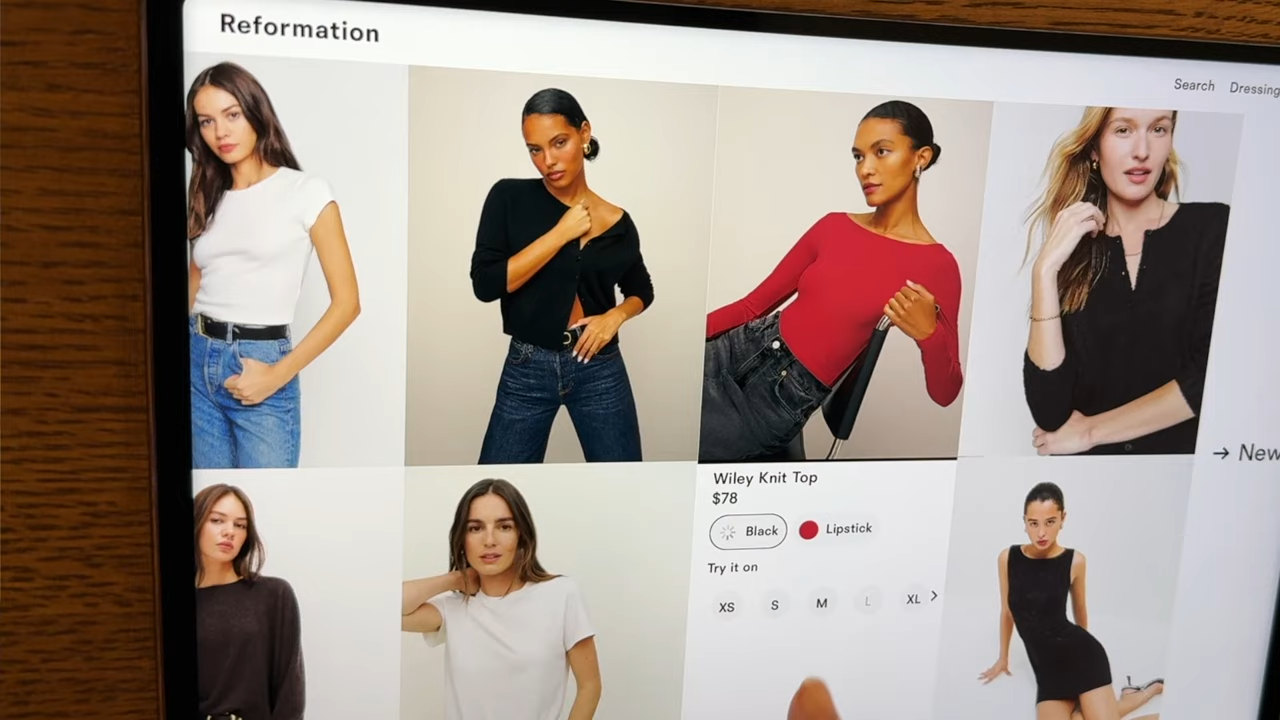 Reformation
Search Dressing
→ New
Wiley Knit Top
$78
Black Lipstick
Try it on
XS S M L XL >